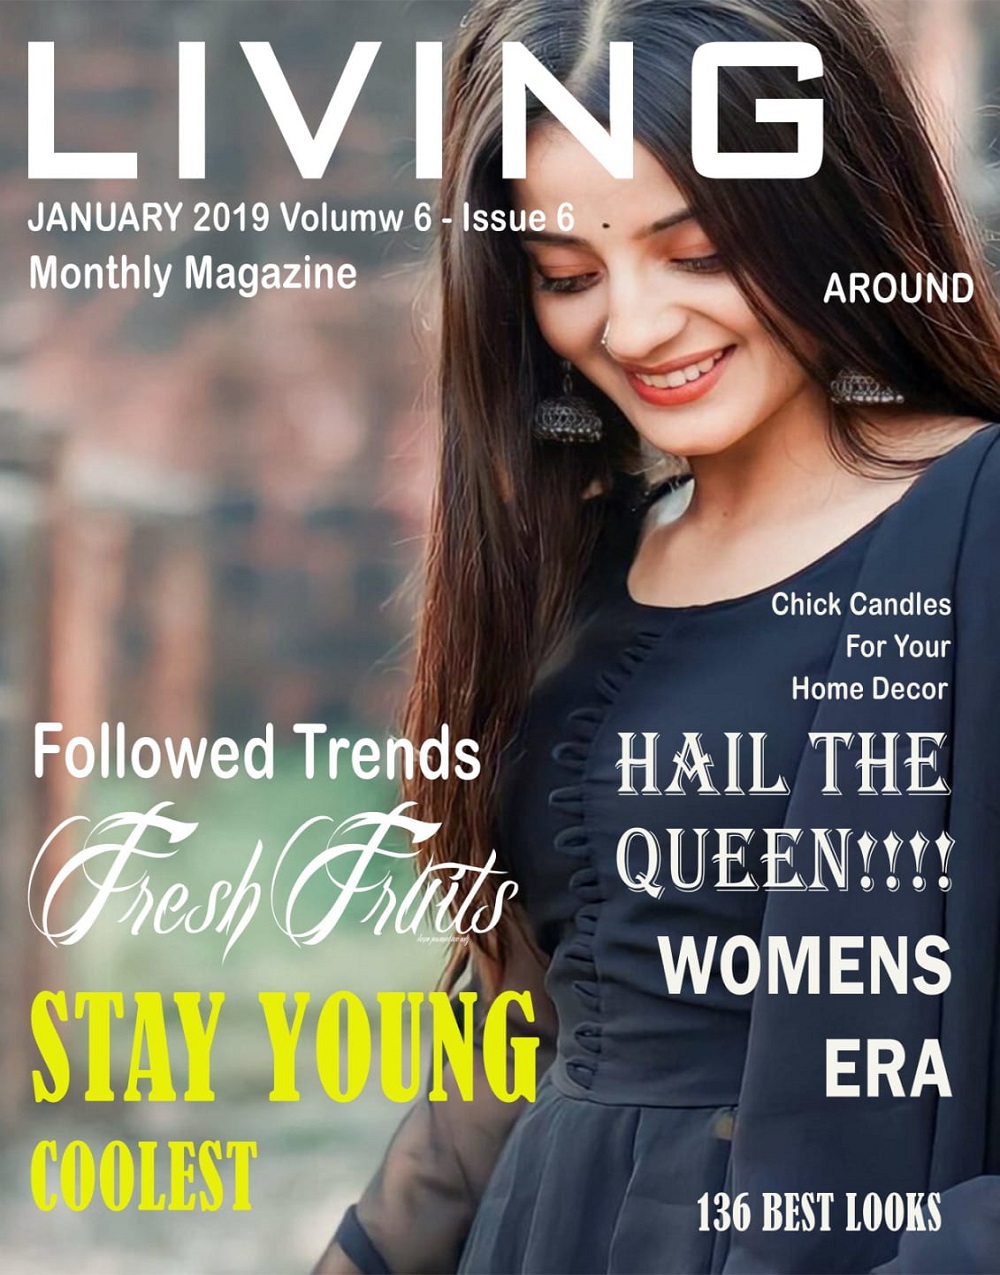 LIVING
JANUARY 2019 Volumw 6 - Issue 6
Monthly Magazine
AROUND
Chick Candles
For Your
Home Decor
Followed Trends
Fresh Fruits
STAY YOUNG
COOLEST
HAIL THE
QUEEN!!!!
WOMENS
ERA
136 BEST LOOKS